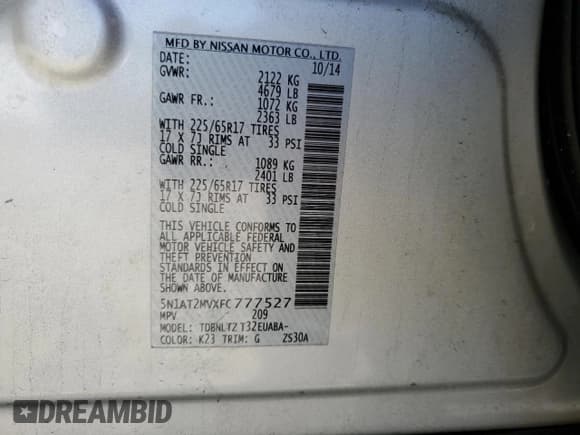 MFD BY NISSAN MOTOR CO., LTD.
DATE: 10/14
GVWR: 2122 KG
4679 LB
GAWR FR.: 1072 KG
2363 LB
WITH 225/65R17 TIRES
17 X 7J RIMS AT 33 PSI
COLD SINGLE
GAWR RR.: 1089 KG
2401 LB
WITH 225/65R17 TIRES
17 X 7J RIMS AT 33 PSI
COLD SINGLE
THIS VEHICLE CONFORMS TO
ALL APPLICABLE FEDERAL
MOTOR VEHICLE SAFETY AND
THEFT PREVENTION
STANDARDS IN EFFECT ON
THE DATE OF MANUFACTURE
SHOWN ABOVE.
5N1AT2MVXFC777527
MPV 209
MODEL: TDBNLTZ T32EUABA-
COLOR: K23 TRIM: G ZS30A
DREAMBID